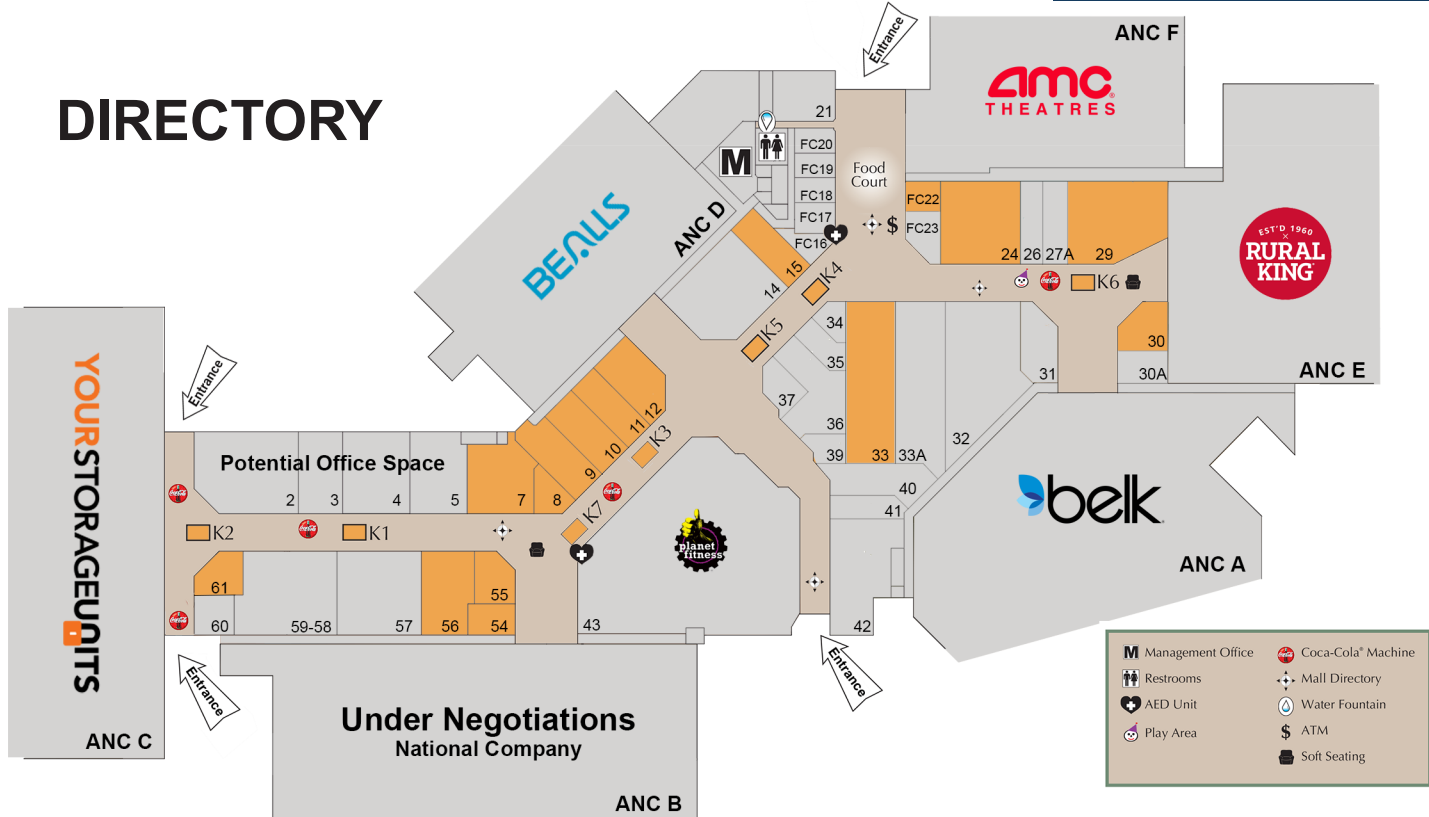 DIRECTORY
Entrance
ANC F
amc
THEATRES
21
M
FC20
FC19
FC18
FC17
FC16
Food
Court
$
FC22
FC23
24
26
27A
29
EST'D 1960
RURAL
KING
ANC E
BEALLS
ANC D
14
15
K4
K5
K6
34
35
36
37
39
33
33A
32
31
30
30A
40
41
42
belk
ANC A
YOURSTORAGEUNITS
ANC C
Entrance
Potential Office Space
2
3
4
5
7
8
9
10
11
12
K3
K7
K2
Coca-Cola
K1
61
60
59-58
57
56
55
54
43
planet
fitness
Entrance
Entrance
Under Negotiations
National Company
ANC B
M Management Office
Restrooms
AED Unit
Play Area
Coca-Cola® Machine
Mall Directory
Water Fountain
$ ATM
Soft Seating